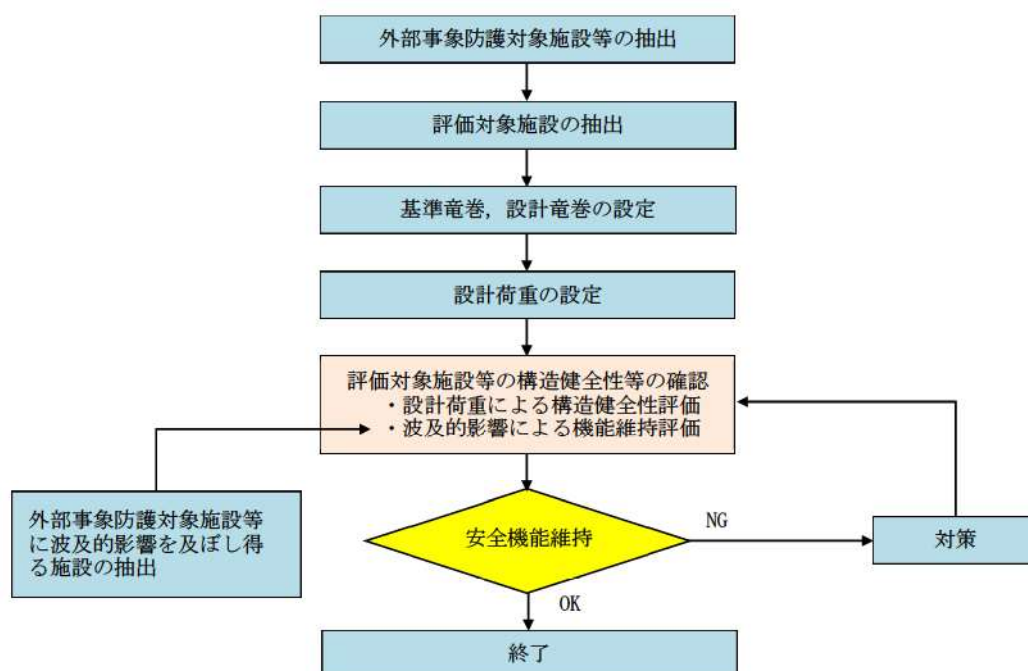 外部事象防護対象施設等の抽出
評価対象施設の抽出
基準竜巻，設計竜巻の設定
設計荷重の設定
評価対象施設等の構造健全性等の確認
・設計荷重による構造健全性評価
・波及的影響による機能維持評価
外部事象防護対象施設等
に波及的影響を及ぼし得
る施設の抽出
安全機能維持
NG
対策
OK
終了